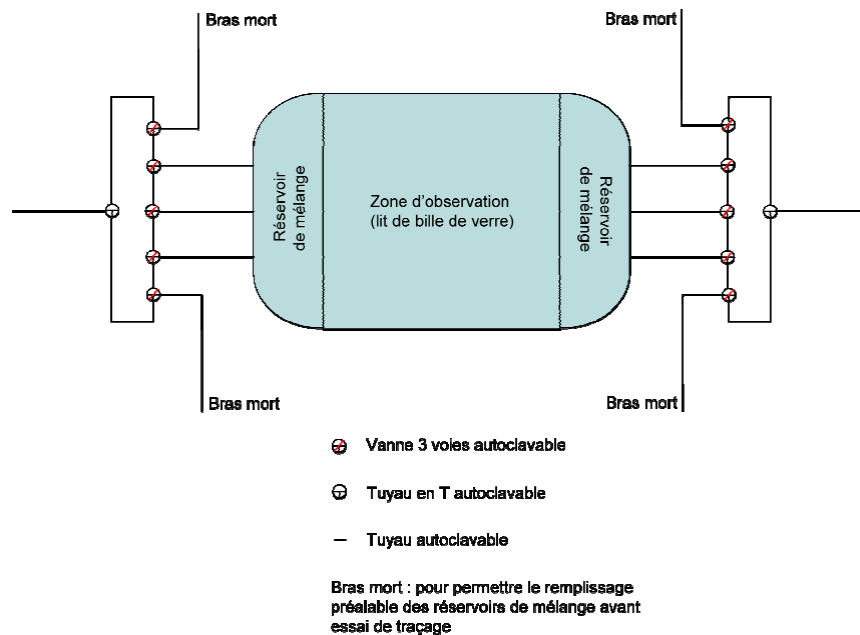 Bras mort
Bras mort
Réservoir
de mélange
Zone d'observation
(lit de bille de verre)
Réservoir
de mélange
Bras mort
Bras mort
Vanne 3 voies autoclavable
Tuyau en T autoclavable
Tuyau autoclavable
Bras mort : pour permettre le remplissage
préalable des réservoirs de mélange avant
essai de traçage